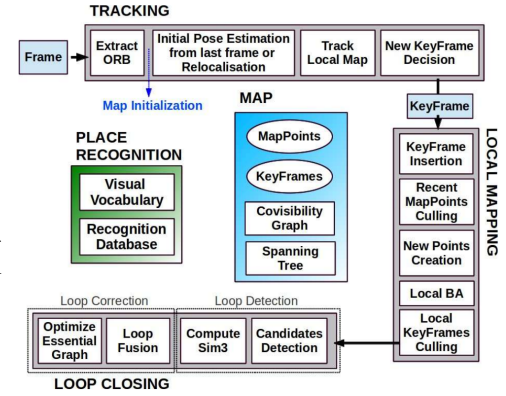 TRACKING
Frame
Extract
ORB
Initial Pose Estimation
from last frame or
Relocalisation
Track
Local Map
New KeyFrame
Decision
Map Initialization
KeyFrame
MAP
MapPoints
KeyFrames
Covisibility
Graph
Spanning
Tree
PLACE
RECOGNITION
Visual
Vocabulary
Recognition
Database
LOCAL MAPPING
KeyFrame
Insertion
Recent
MapPoints
Culling
New Points
Creation
Local BA
Local
KeyFrames
Culling
Loop Correction
Loop Detection
Optimize
Essential
Graph
Loop
Fusion
Compute
Sim3
Candidates
Detection
LOOP CLOSING